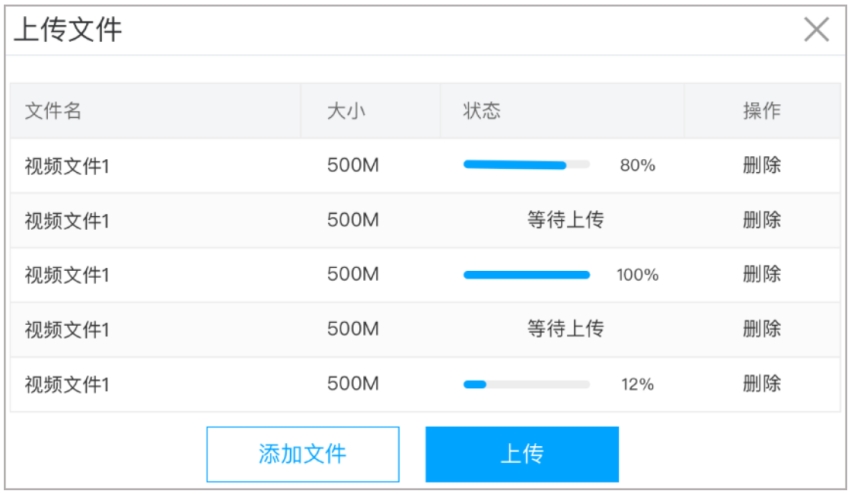 上传文件
文件名 大小 状态 操作
视频文件1 500M 80% 删除
视频文件1 500M 等待上传 删除
视频文件1 500M 100% 删除
视频文件1 500M 等待上传 删除
视频文件1 500M 12% 删除
添加文件 上传